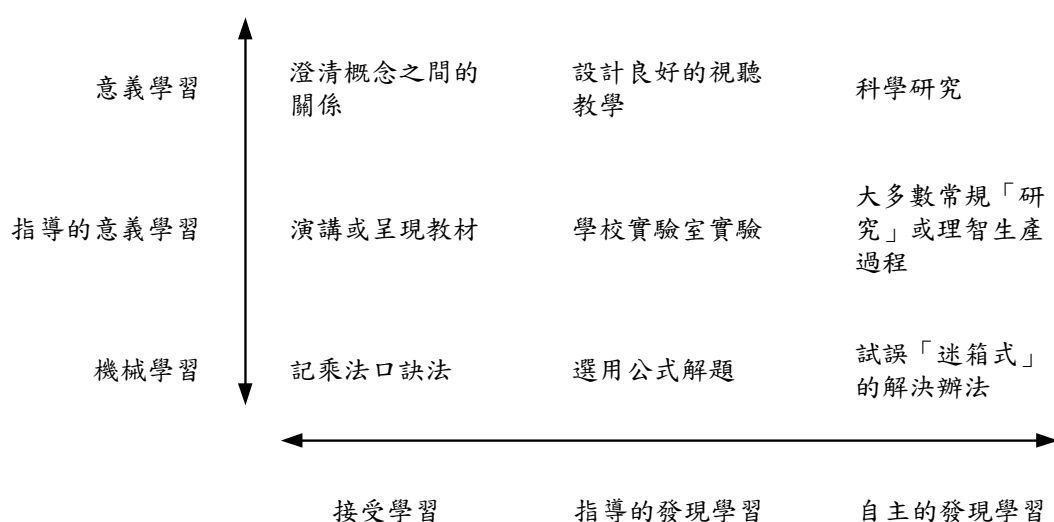 意義學習
澄清概念之間的
關係
設計良好的視聽
教學
科學研究
指導的意義學習
演講或呈現教材
學校實驗室實驗
大多數常規「研
究」或理智生產
過程
機械學習
記乘法口訣法
選用公式解題
試誤「迷箱式」
的解決辦法
接受學習
指導的發現學習
自主的發現學習